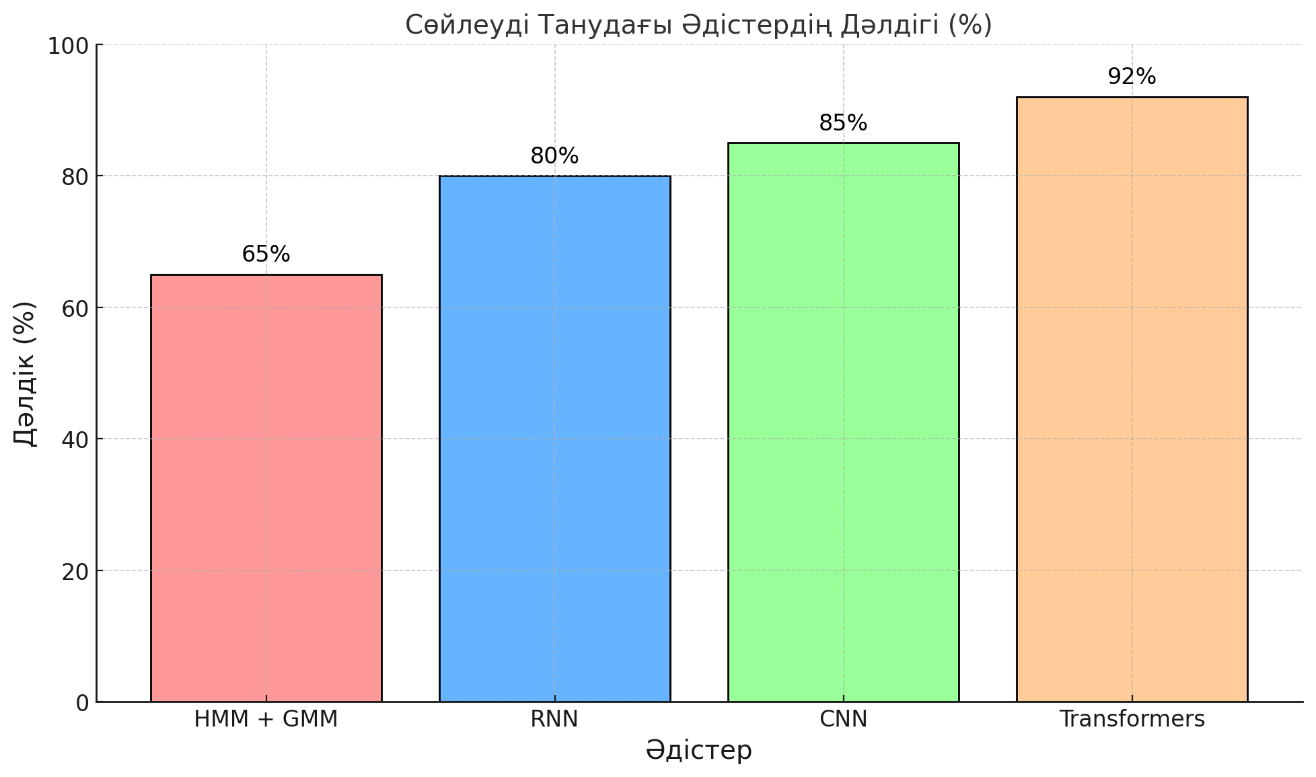 Сөйлеуді Танудағы Әдістердің Дәлдігі (%)
Дәлдік (%)
100
80
60
40
20
0
65%
80%
85%
92%
HMM + GMM
RNN
CNN
Transformers
Әдістер